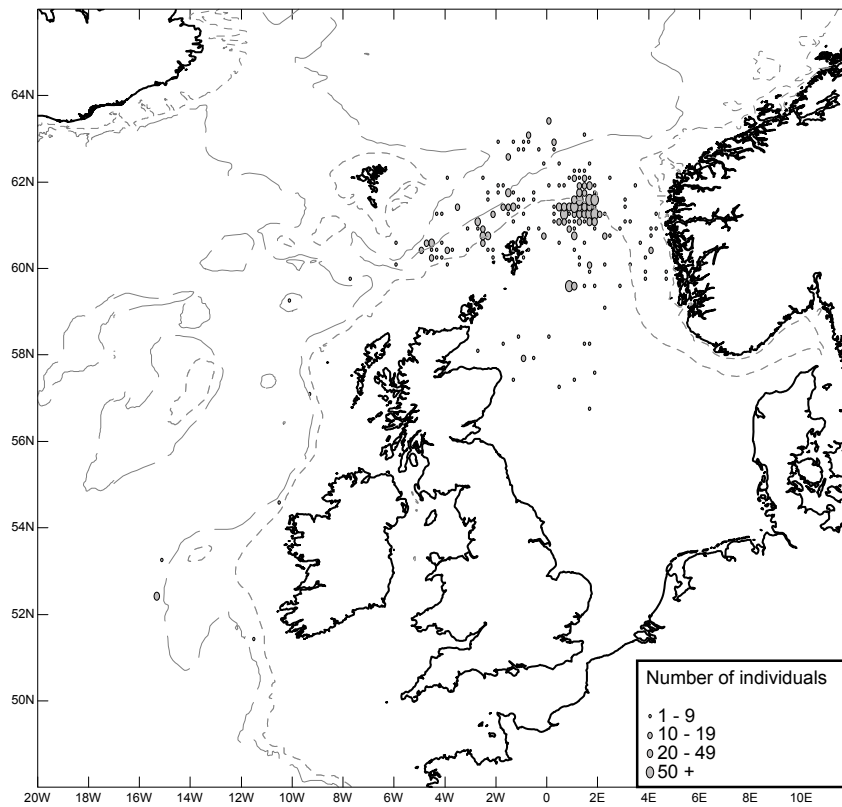 64N
62N
60N
58N
56N
54N
52N
50N
Number of individuals
1 - 9
10 - 19
20 - 49
50 +
20W 18W 16W 14W 12W 10W 8W 6W 4W 2W 0 2E 4E 6E 8E 10E